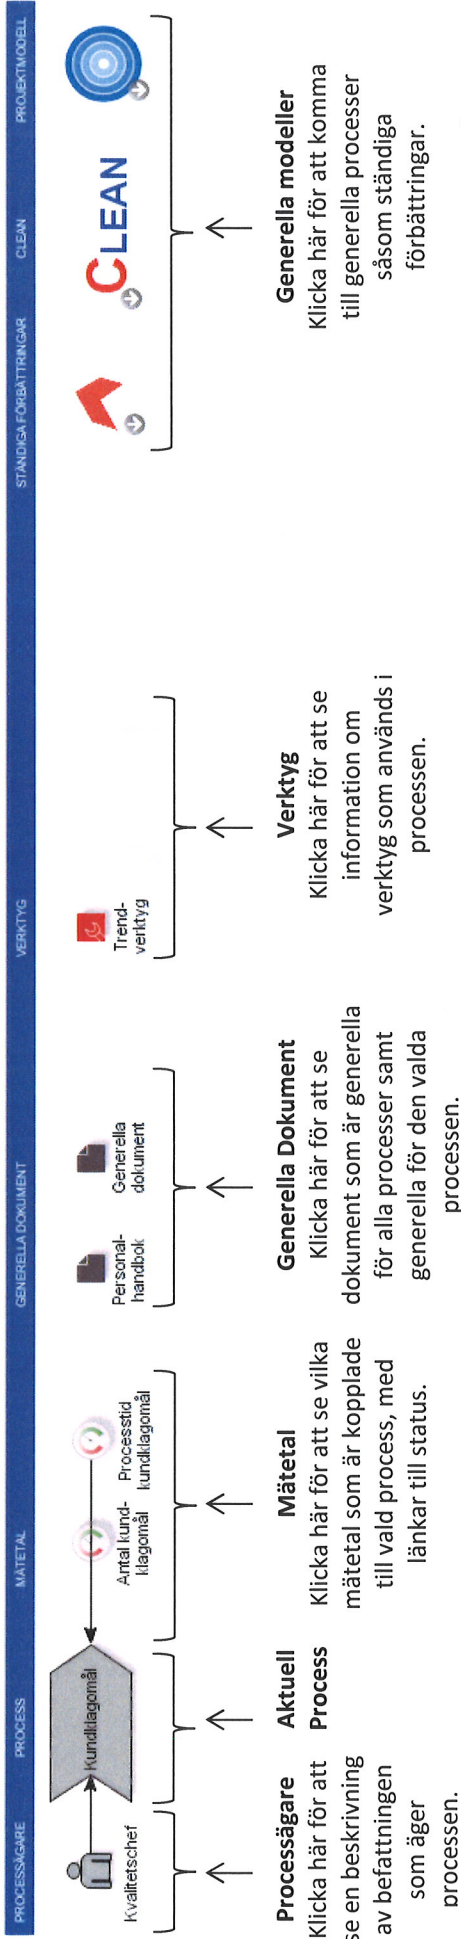 PROCESSÄGARE PROCESS MÄTETAL GENERELLA DOKUMENT VERKTYG STÄNDIGA FÖRBÄTTRINGAR CLEAN PROJEKTMODELL
Kvalitetschef
Kundklagomål
Antal kund-
klagomål
Processtid
kundklagomål
Personal-
handbok
Generella
dokument
Trend-
verktyg
CLEAN
Processägare
Klicka här för att
se en beskrivning
av befattningen
som äger
processen.
Aktuell
Process
Mätetal
Klicka här för att se vilka
mätetal som är kopplade
till vald process, med
länkar till status.
Generella Dokument
Klicka här för att se
dokument som är generella
för alla processer samt
generella för den valda
processen.
Verktyg
Klicka här för att se
information om
verktyg som används i
processen.
Generella modeller
Klicka här för att komma
till generella processer
såsom ständiga
förbättringar.